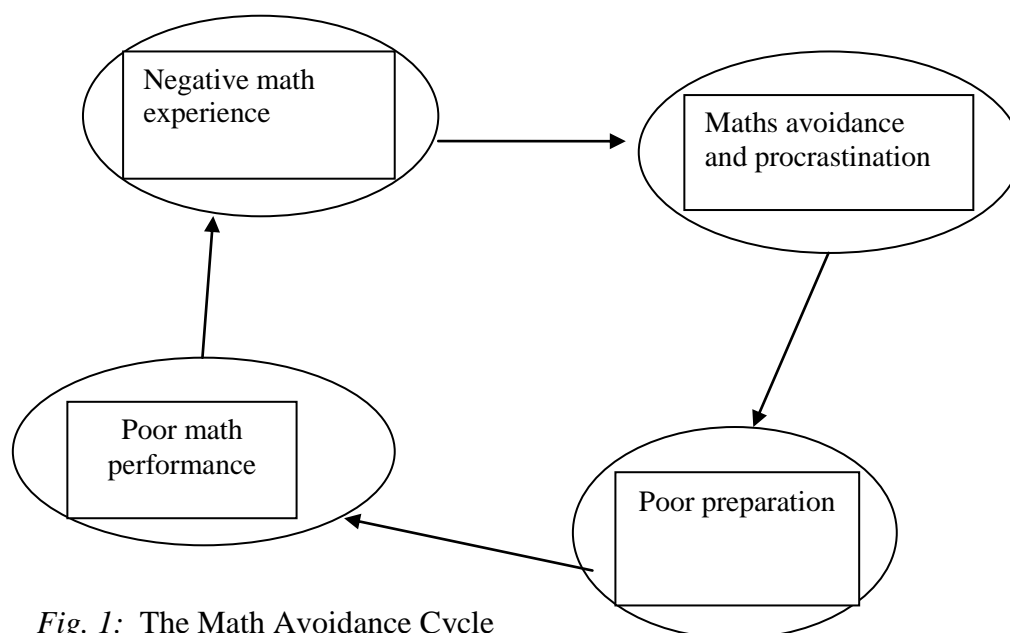 Negative math
experience
Maths avoidance
and procrastination
Poor math
performance
Poor preparation
Fig. 1: The Math Avoidance Cycle